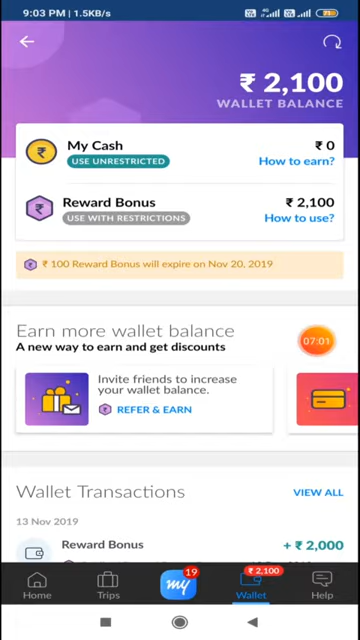 9:03 PM | 1.5KB/s
₹ 2,100
WALLET BALANCE
My Cash
₹ 0
USE UNRESTRICTED
How to earn?
Reward Bonus
₹ 2,100
USE WITH RESTRICTIONS
How to use?
₹ 100 Reward Bonus will expire on Nov 20, 2019
Earn more wallet balance
A new way to earn and get discounts
07:01
Invite friends to increase
your wallet balance.
REFER & EARN
Wallet Transactions
VIEW ALL
13 Nov 2019
Reward Bonus
+ ₹ 2,000
19
my
₹ 2,100
Home
Trips
Wallet
Help